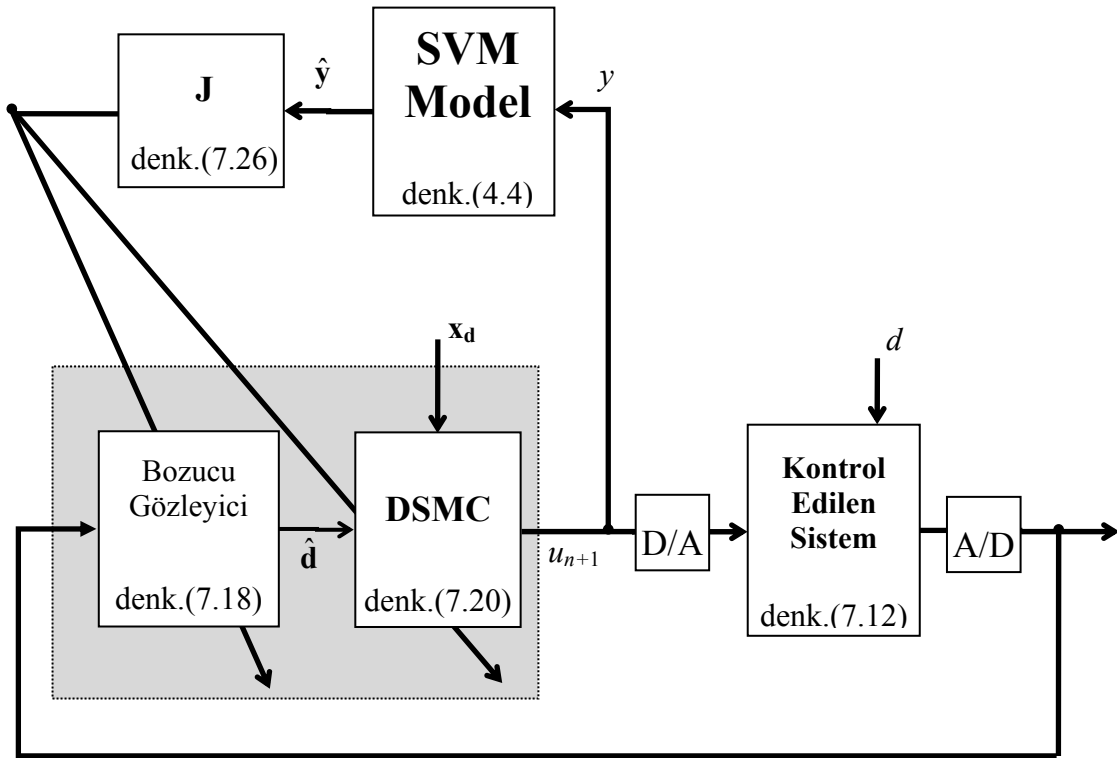 SVM
Model
denk.(4.4)
J
denk.(7.26)
ŷ
y
x_d
d
Bozucu
Gözleyici
denk.(7.18)
d̂
DSMC
denk.(7.20)
u_{n+1}
D/A
Kontrol
Edilen
Sistem
denk.(7.12)
A/D